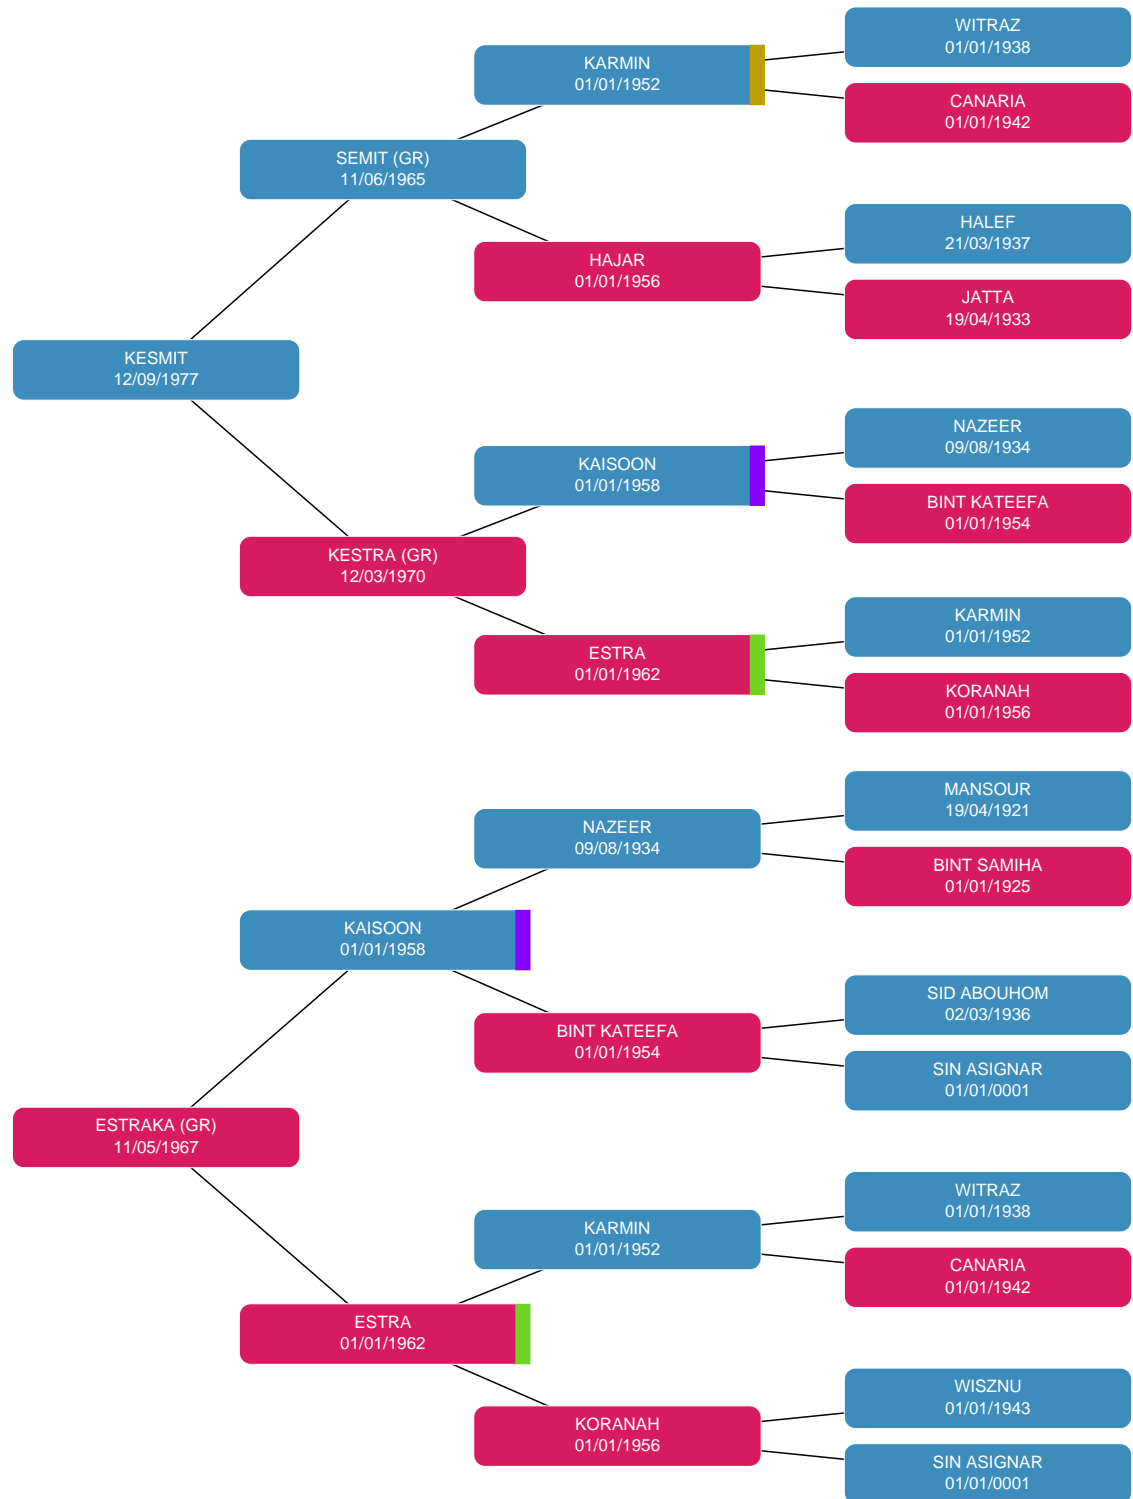 WITRAZ
01/01/1938
KARMIN
01/01/1952
CANARIA
01/01/1942
SEMIT (GR)
11/06/1965
HALEF
21/03/1937
HAJAR
01/01/1956
JATTA
19/04/1933
KESMIT
12/09/1977
NAZEER
09/08/1934
KAISOON
01/01/1958
BINT KATEEFA
01/01/1954
KESTRA (GR)
12/03/1970
KARMIN
01/01/1952
ESTRA
01/01/1962
KORANAH
01/01/1956
MANSOUR
19/04/1921
NAZEER
09/08/1934
BINT SAMIHA
01/01/1925
KAISOON
01/01/1958
SID ABOUHOM
02/03/1936
BINT KATEEFA
01/01/1954
SIN ASIGNAR
01/01/0001
ESTRAKA (GR)
11/05/1967
WITRAZ
01/01/1938
KARMIN
01/01/1952
CANARIA
01/01/1942
ESTRA
01/01/1962
WISZNU
01/01/1943
KORANAH
01/01/1956
SIN ASIGNAR
01/01/0001